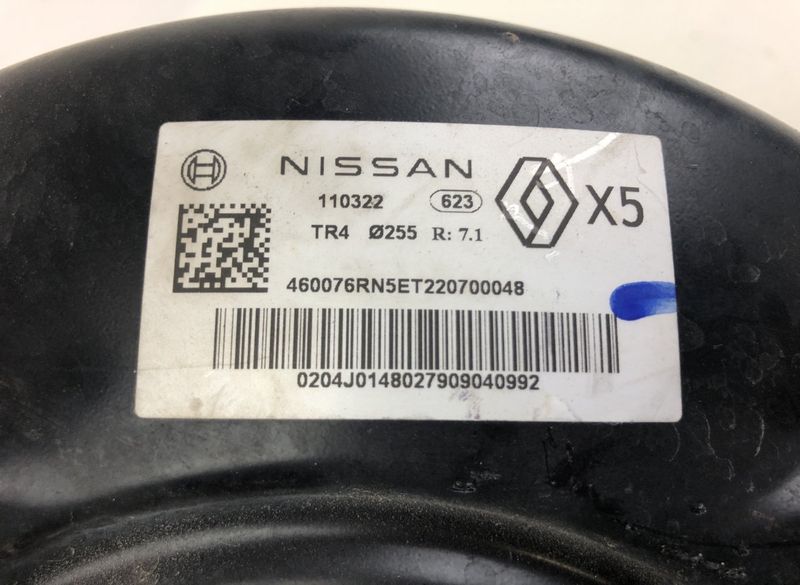 NISSAN
110322 623
X5
TR4 Ø255 R: 7.1
460076RN5ET220700048
0204J0148027909040992